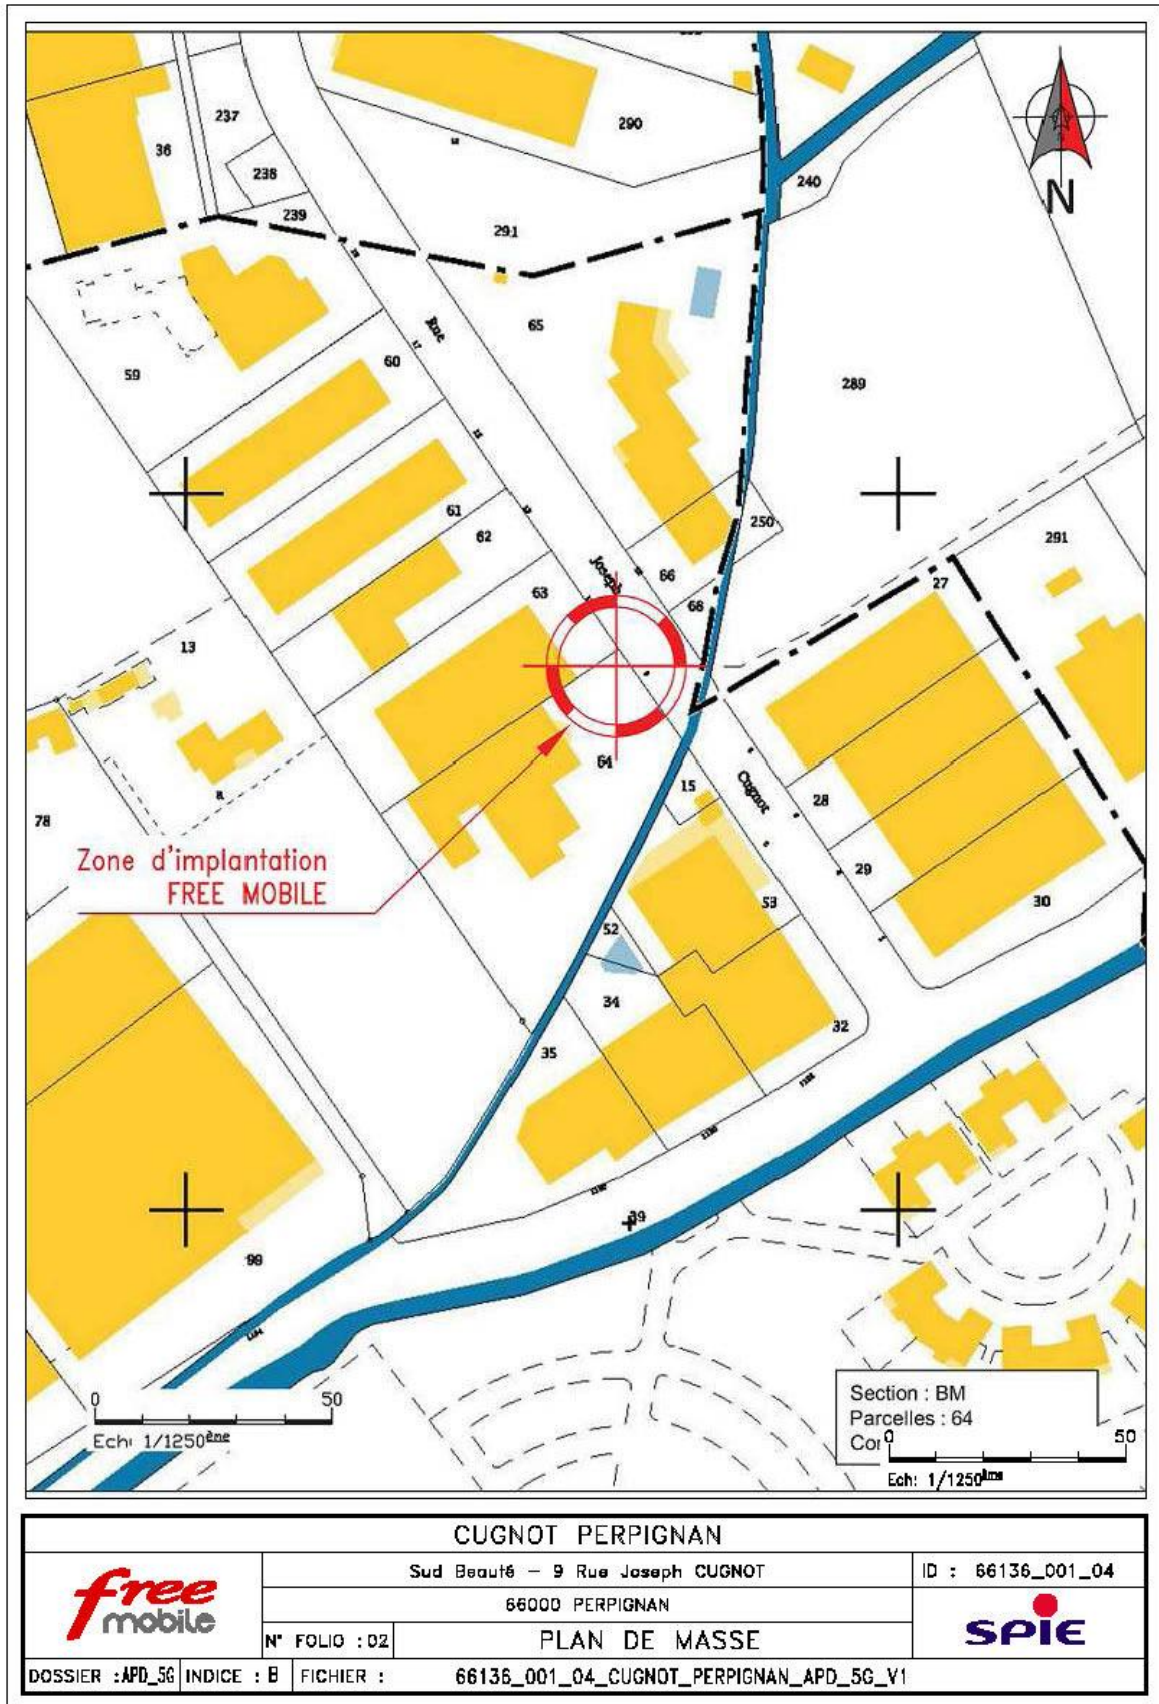 237
36
290
238
240
N
239
291
65
Rue
59
60
289
61
250
62
291
Joseph
66
27
63
68
13
64
15
Cugnot
28
8
78
Zone d'implantation
FREE MOBILE
29
53
30
52
34
32
35
39
99
0 50
Ech: 1/1250ème
Section : BM
Parcelles : 64
0 50
Ech: 1/1250ème
CUGNOT PERPIGNAN
free
mobile
Sud Beauté - 9 Rue Joseph CUGNOT
ID : 66136_001_04
66000 PERPIGNAN
SPIE
N° FOLIO : 02
PLAN DE MASSE
DOSSIER :APD_5G INDICE : B FICHIER : 66136_001_04_CUGNOT_PERPIGNAN_APD_5G_V1